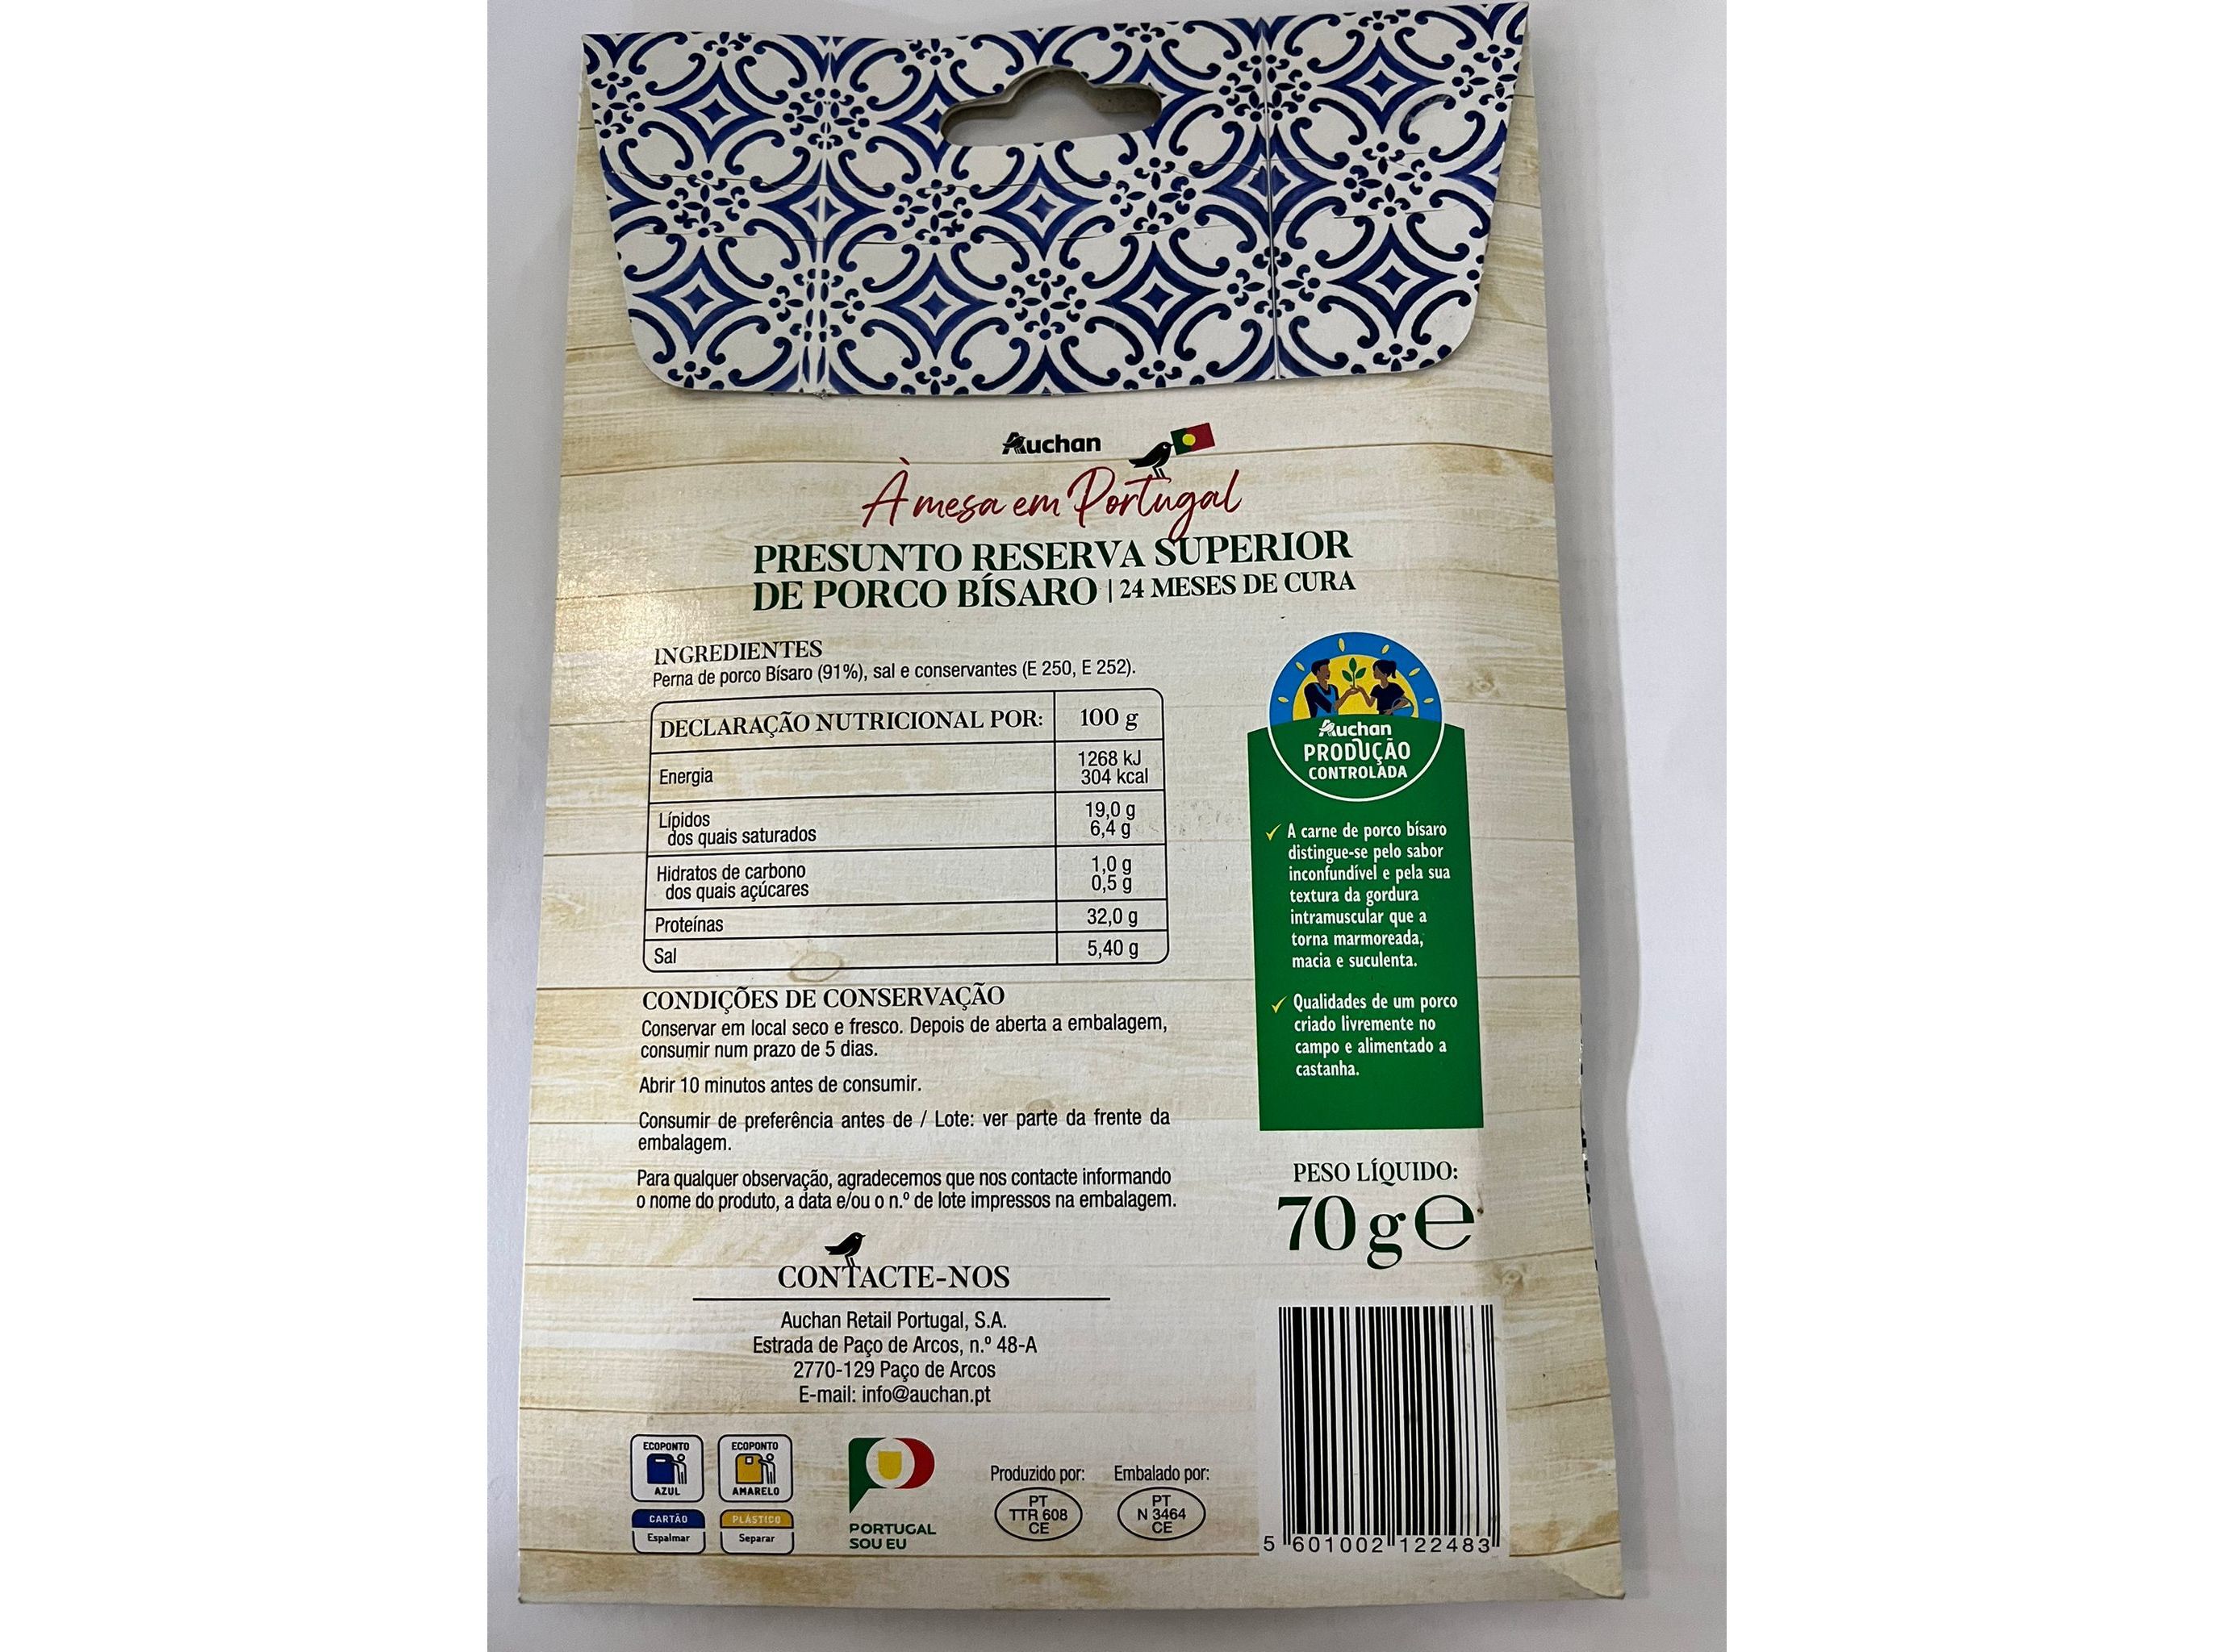 Auchan
À mesa em Portugal
PRESUNTO RESERVA SUPERIOR
DE PORCO BÍSARO | 24 MESES DE CURA
INGREDIENTES
Perna de porco Bísaro (91%), sal e conservantes (E 250, E 252).
DECLARAÇÃO NUTRICIONAL POR: 100 g
Energia 1268 kJ
304 kcal
Lípidos 19,0 g
dos quais saturados 6,4 g
Hidratos de carbono 1,0 g
dos quais açúcares 0,5 g
Proteínas 32,0 g
Sal 5,40 g
CONDIÇÕES DE CONSERVAÇÃO
Conservar em local seco e fresco. Depois de aberta a embalagem,
consumir num prazo de 5 dias.
Abrir 10 minutos antes de consumir.
Consumir de preferência antes de / Lote: ver parte da frente da
embalagem.
Para qualquer observação, agradecemos que nos contacte informando
o nome do produto, a data e/ou o n.º de lote impressos na embalagem.
CONTACTE-NOS
Auchan Retail Portugal, S.A.
Estrada de Paço de Arcos, n.º 48-A
2770-129 Paço de Arcos
E-mail: info@auchan.pt
Auchan
PRODUÇÃO
CONTROLADA
A carne de porco bísaro
distingue-se pelo sabor
inconfundível e pela sua
textura da gordura
intramuscular que a
torna marmoreada,
macia e suculenta.
Qualidades de um porco
criado livremente no
campo e alimentado a
castanha.
PESO LÍQUIDO:
70 g e
ECOPONTO
AZUL
CARTÃO
Espalmar
ECOPONTO
AMARELO
PLÁSTICO
Separar
PORTUGAL
SOU EU
Produzido por:
PT
TTR 608
CE
Embalado por:
PT
N 3464
CE
5 601002 122483